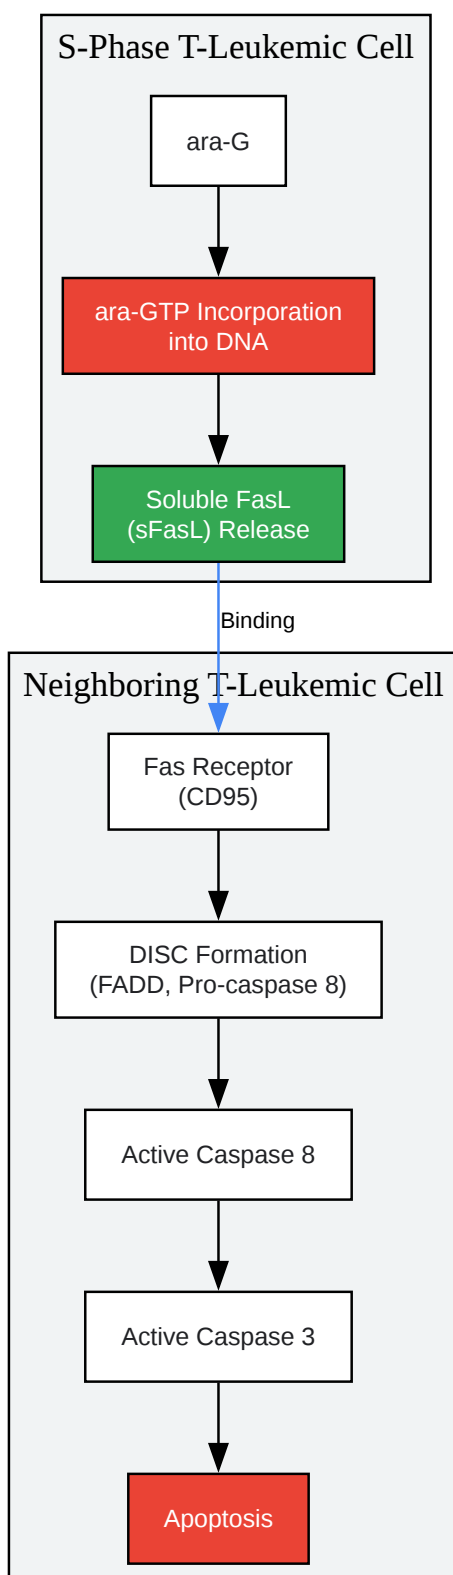 S-Phase T-Leukemic Cell
ara-G
ara-GTP Incorporation
into DNA
Soluble FasL
(sFasL) Release
Binding
Neighboring T-Leukemic Cell
Fas Receptor
(CD95)
DISC Formation
(FADD, Pro-caspase 8)
Active Caspase 8
Active Caspase 3
Apoptosis